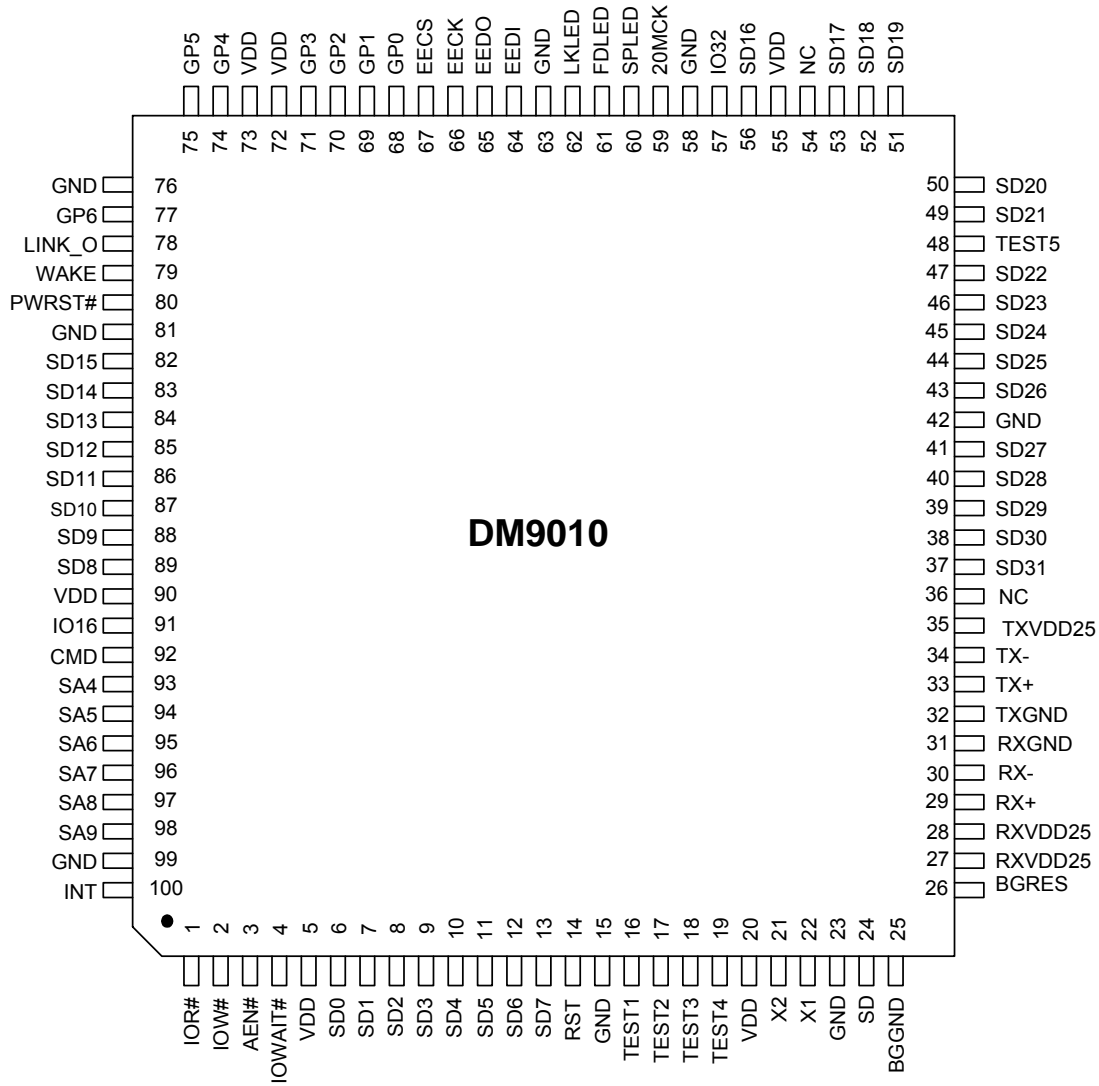 GP5 GP4 VDD VDD GP3 GP2 GP1 GP0 EECS EECK EEDO EEDI GND LKLED FDLED SPLED 20MCK GND IO32 SD16 VDD NC SD17 SD18 SD19
75 74 73 72 71 70 69 68 67 66 65 64 63 62 61 60 59 58 57 56 55 54 53 52 51
GND 76 50 SD20
GP6 77 49 SD21
LINK_O 78 48 TEST5
WAKE 79 47 SD22
PWRST# 80 46 SD23
GND 81 45 SD24
SD15 82 44 SD25
SD14 83 43 SD26
SD13 84 42 GND
SD12 85 41 SD27
SD11 86 40 SD28
SD10 87 39 SD29
SD9 88 DM9010 38 SD30
SD8 89 37 SD31
VDD 90 36 NC
IO16 91 35 TXVDD25
CMD 92 34 TX-
SA4 93 33 TX+
SA5 94 32 TXGND
SA6 95 31 RXGND
SA7 96 30 RX-
SA8 97 29 RX+
SA9 98 28 RXVDD25
GND 99 27 RXVDD25
INT 100 26 BGRES
1 2 3 4 5 6 7 8 9 10 11 12 13 14 15 16 17 18 19 20 21 22 23 24 25
IOR# IOW# AEN# IOWAIT# VDD SD0 SD1 SD2 SD3 SD4 SD5 SD6 SD7 RST GND TEST1 TEST2 TEST3 TEST4 VDD X2 X1 GND SD BGGND